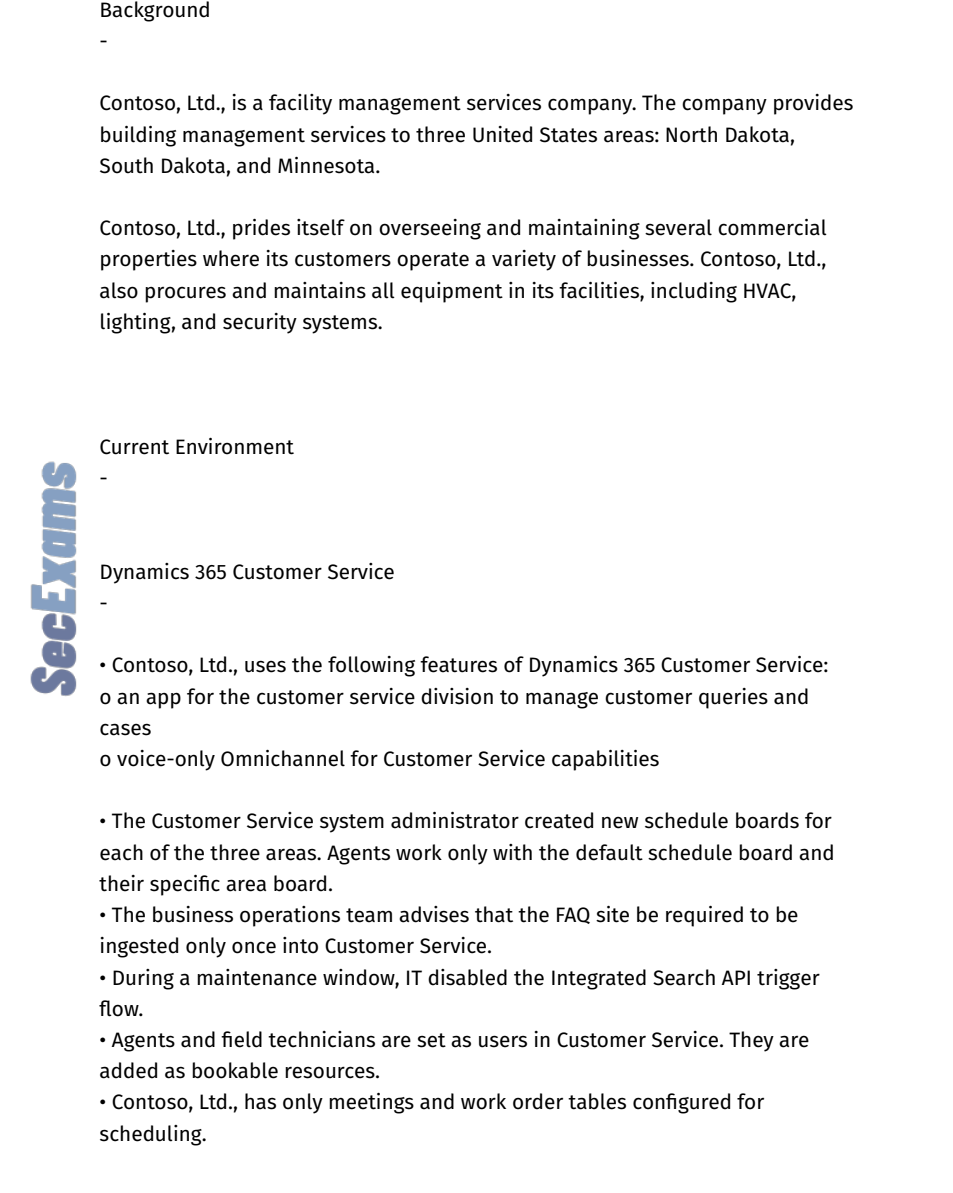 Background
-
Contoso, Ltd., is a facility management services company. The company provides
building management services to three United States areas: North Dakota,
South Dakota, and Minnesota.
Contoso, Ltd., prides itself on overseeing and maintaining several commercial
properties where its customers operate a variety of businesses. Contoso, Ltd.,
also procures and maintains all equipment in its facilities, including HVAC,
lighting, and security systems.
Current Environment
-
SecExams
Dynamics 365 Customer Service
-
• Contoso, Ltd., uses the following features of Dynamics 365 Customer Service:
o an app for the customer service division to manage customer queries and
cases
o voice-only Omnichannel for Customer Service capabilities
• The Customer Service system administrator created new schedule boards for
each of the three areas. Agents work only with the default schedule board and
their specific area board.
• The business operations team advises that the FAQ site be required to be
ingested only once into Customer Service.
• During a maintenance window, IT disabled the Integrated Search API trigger
flow.
• Agents and field technicians are set as users in Customer Service. They are
added as bookable resources.
• Contoso, Ltd., has only meetings and work order tables configured for
scheduling.